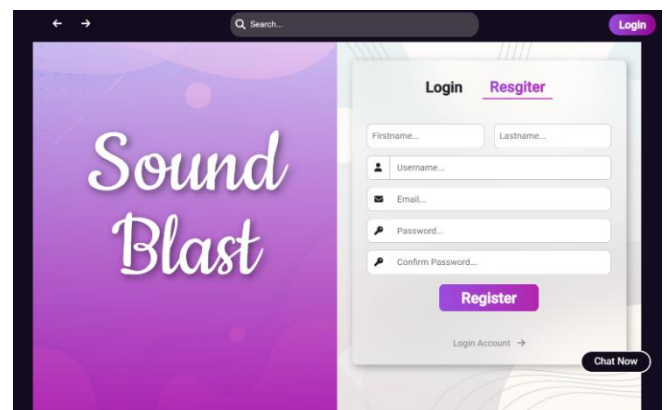 Search...
Login
Sound
Blast
Login Resgiter
Firstname... Lastname...
Username...
Email...
Password...
Confirm Password...
Register
Login Account →
Chat Now